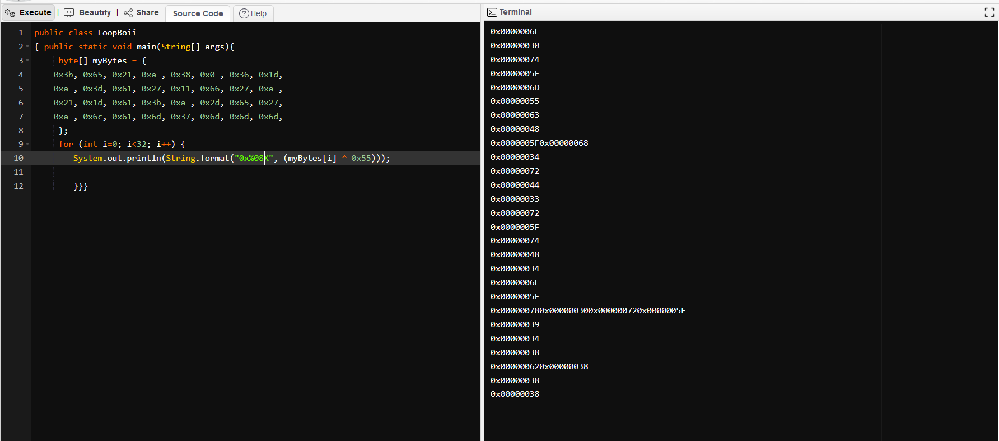 Execute | Beautify | Share Source Code Help
1 public class LoopBoii
2 { public static void main(String[] args){
3 byte[] myBytes = {
4 0x3b, 0x65, 0x21, 0xa , 0x38, 0x0 , 0x36, 0x1d,
5 0xa , 0x3d, 0x61, 0x27, 0x11, 0x66, 0x27, 0xa ,
6 0x21, 0x1d, 0x61, 0x3b, 0xa , 0x2d, 0x65, 0x27,
7 0xa , 0x6c, 0x61, 0x6d, 0x37, 0x6d, 0x6d, 0x6d,
8 };
9 for (int i=0; i<32; i++) {
10 System.out.println(String.format("0x%08X", (myBytes[i] ^ 0x55)));
11
12 }}}
Terminal
0x0000006E
0x00000030
0x00000074
0x0000005F
0x0000006D
0x00000055
0x00000063
0x00000048
0x0000005F0x00000068
0x00000034
0x00000072
0x00000044
0x00000033
0x00000072
0x0000005F
0x00000074
0x00000048
0x00000034
0x0000006E
0x0000005F
0x000000780x000000300x000000720x0000005F
0x00000039
0x00000034
0x00000038
0x000000620x00000038
0x00000038
0x00000038